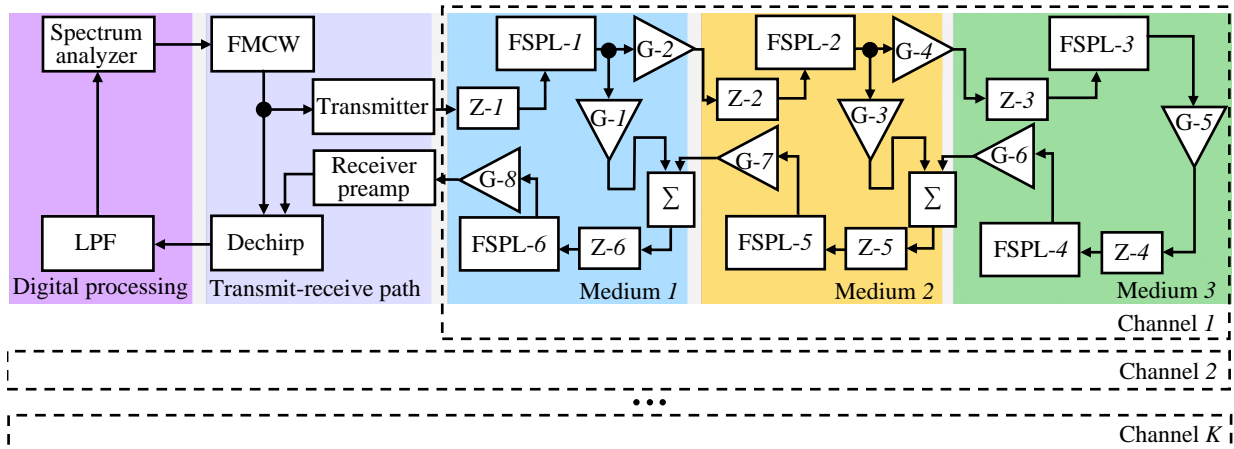 Spectrum
analyzer
LPF
Digital processing
FMCW
Transmitter
Receiver
preamp
Dechirp
Transmit-receive path
Z-1
FSPL-1
G-1
G-2
G-8
FSPL-6
Z-6
Σ
Medium 1
Z-2
FSPL-2
G-3
G-4
G-7
FSPL-5
Z-5
Σ
Medium 2
Z-3
FSPL-3
G-5
G-6
FSPL-4
Z-4
Medium 3
Channel 1
Channel 2
•••
Channel K